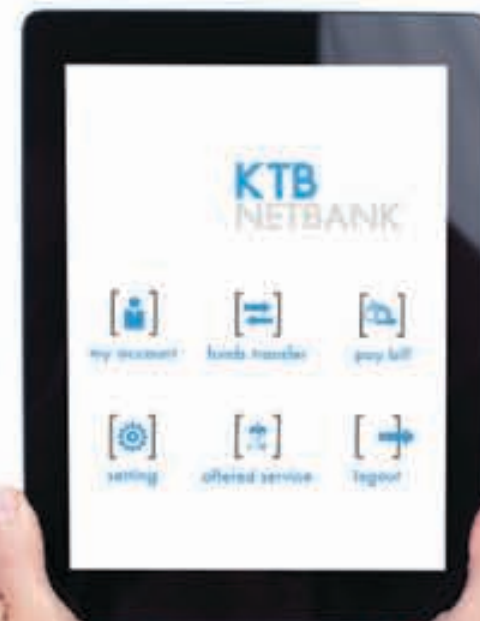 KTB
NETBANK
my account funds transfer pay bill
setting offered service logout